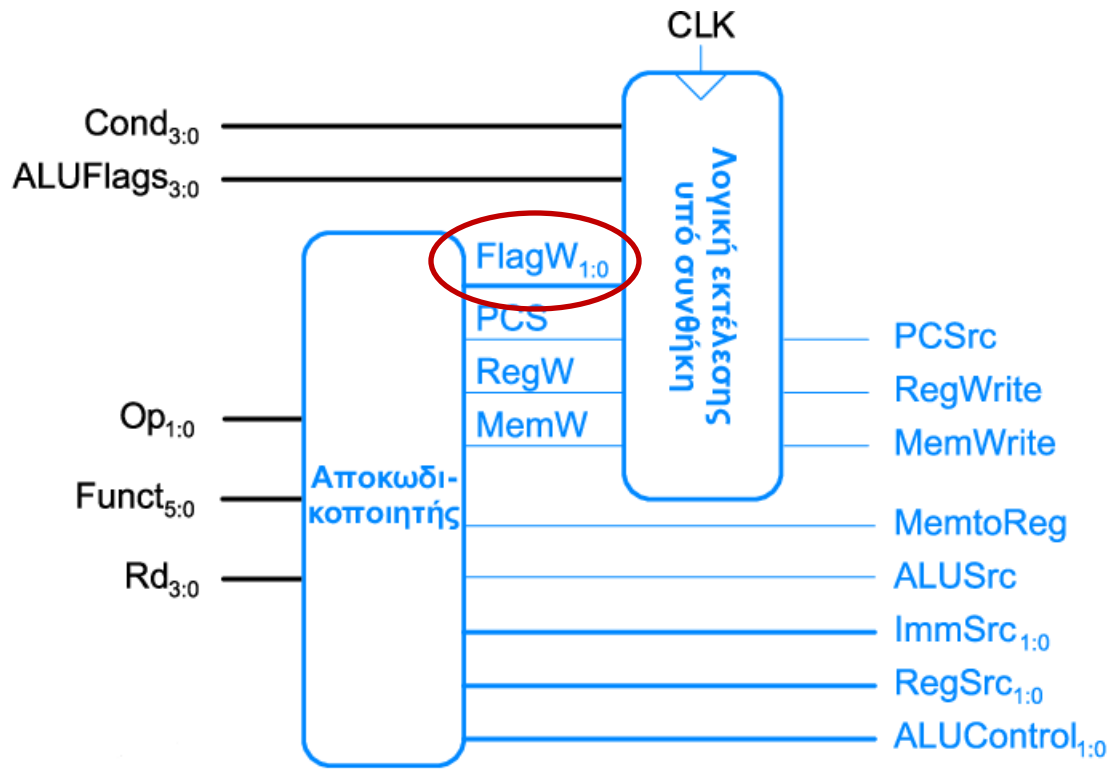 CLK
Cond3:0
ALUFlags3:0
Λογική εκτέλεσης
υπό συνθήκη
FlagW1:0
PCS
RegW
MemW
PCSrc
RegWrite
MemWrite
Op1:0
Funct5:0
Rd3:0
Αποκωδι-
κοποιητής
MemtoReg
ALUSrc
ImmSrc1:0
RegSrc1:0
ALUControl1:0